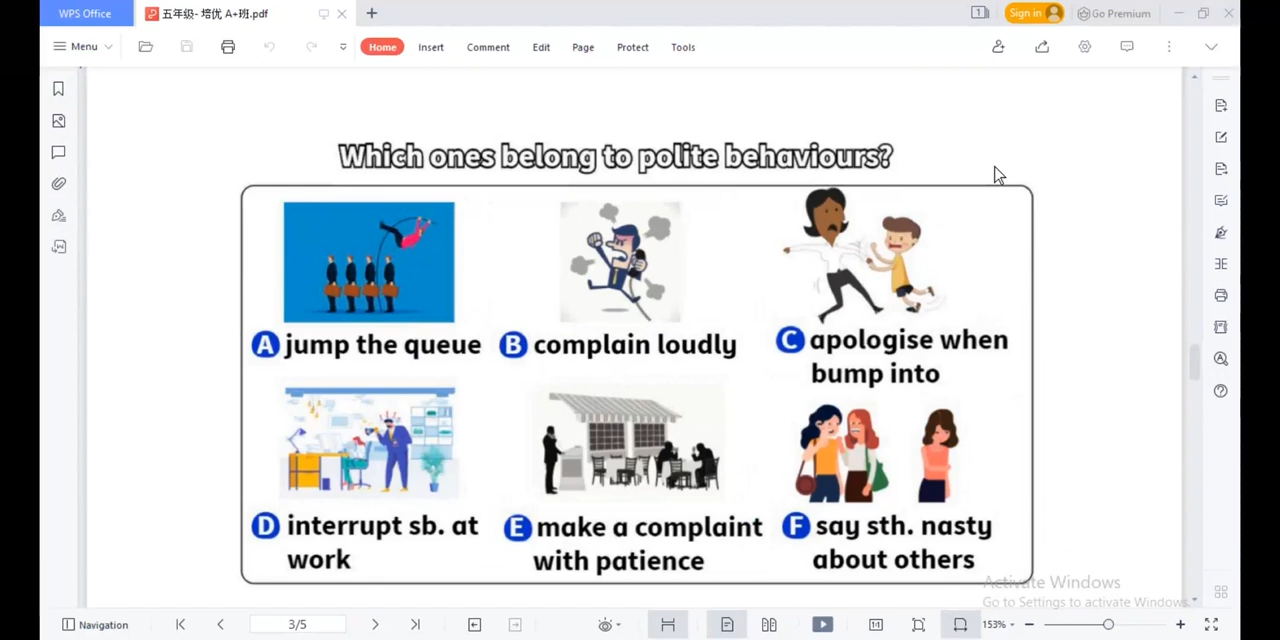 WPS Office
五年级- 培优 A+班.pdf
Sign in
Go Premium
Menu
Home
Insert
Comment
Edit
Page
Protect
Tools
Which ones belong to polite behaviours?
A jump the queue
B complain loudly
C apologise when
bump into
D interrupt sb. at
work
E make a complaint
with patience
F say sth. nasty
about others
Activate Windows
Go to Settings to activate Windows.
Navigation
3/5
153%